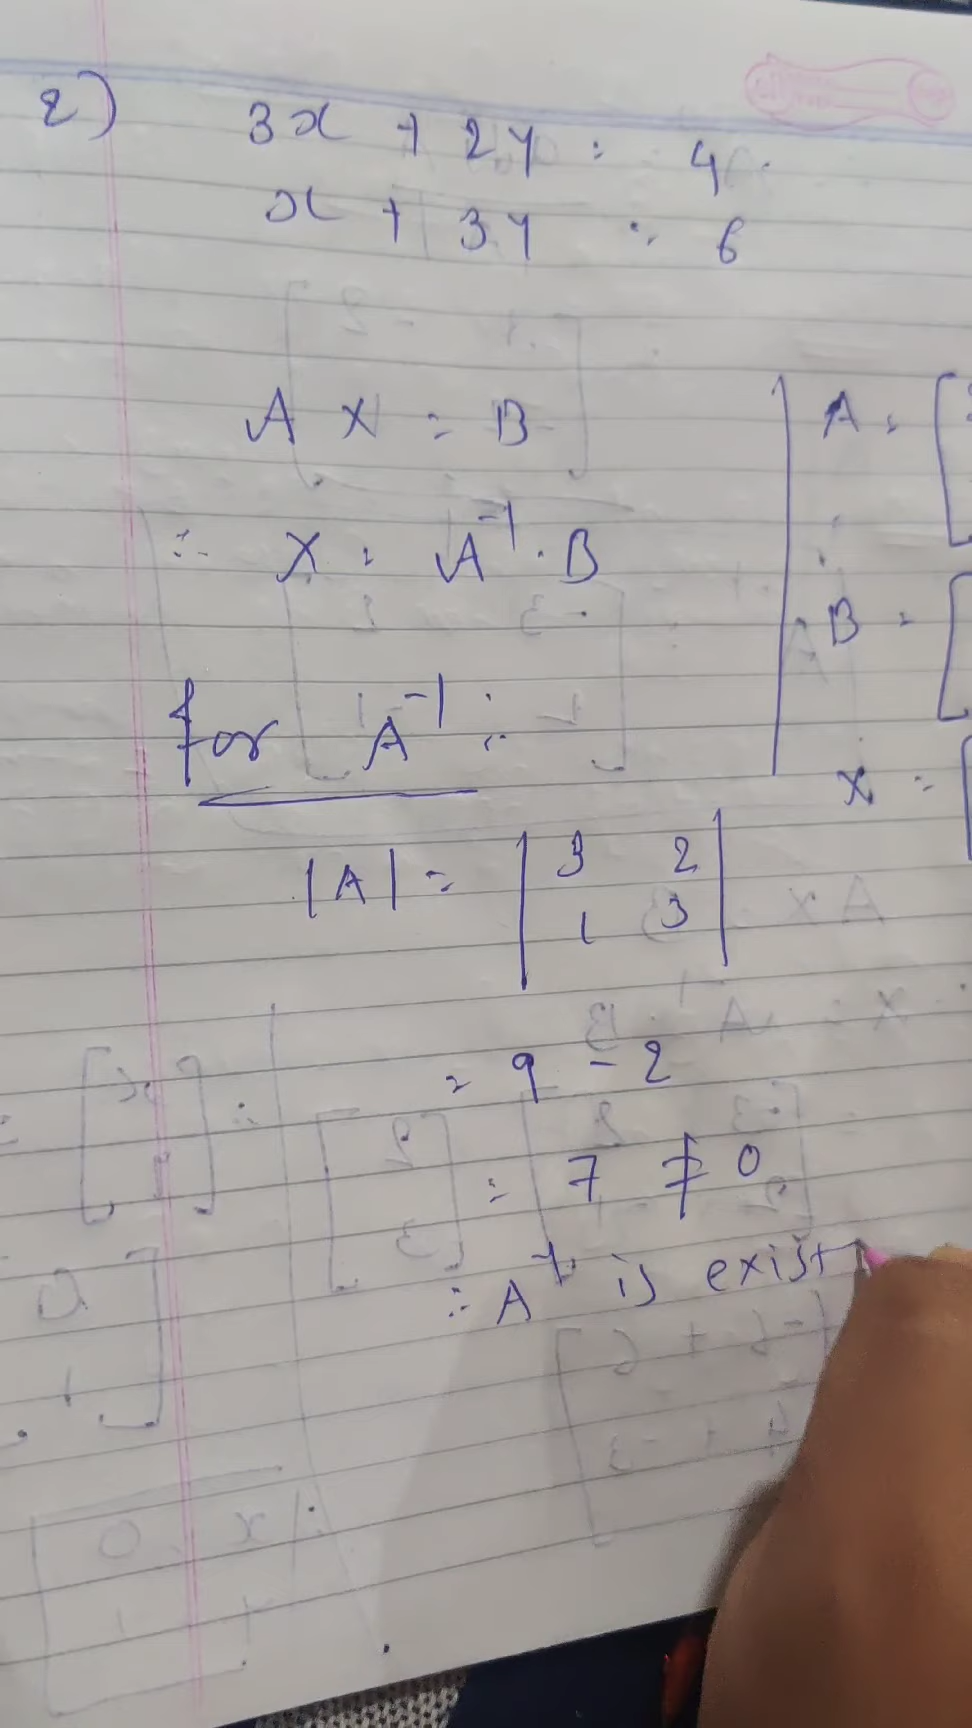 2)
3x + 2y = 4
x + 3y = 6
A X = B
∴ X = A⁻¹ · B
for A⁻¹ :-
|A| = | 3 2 |
| 1 3 |
= 9 - 2
= 7 ≠ 0
∴ A⁻¹ is exist
A =
B =
X =